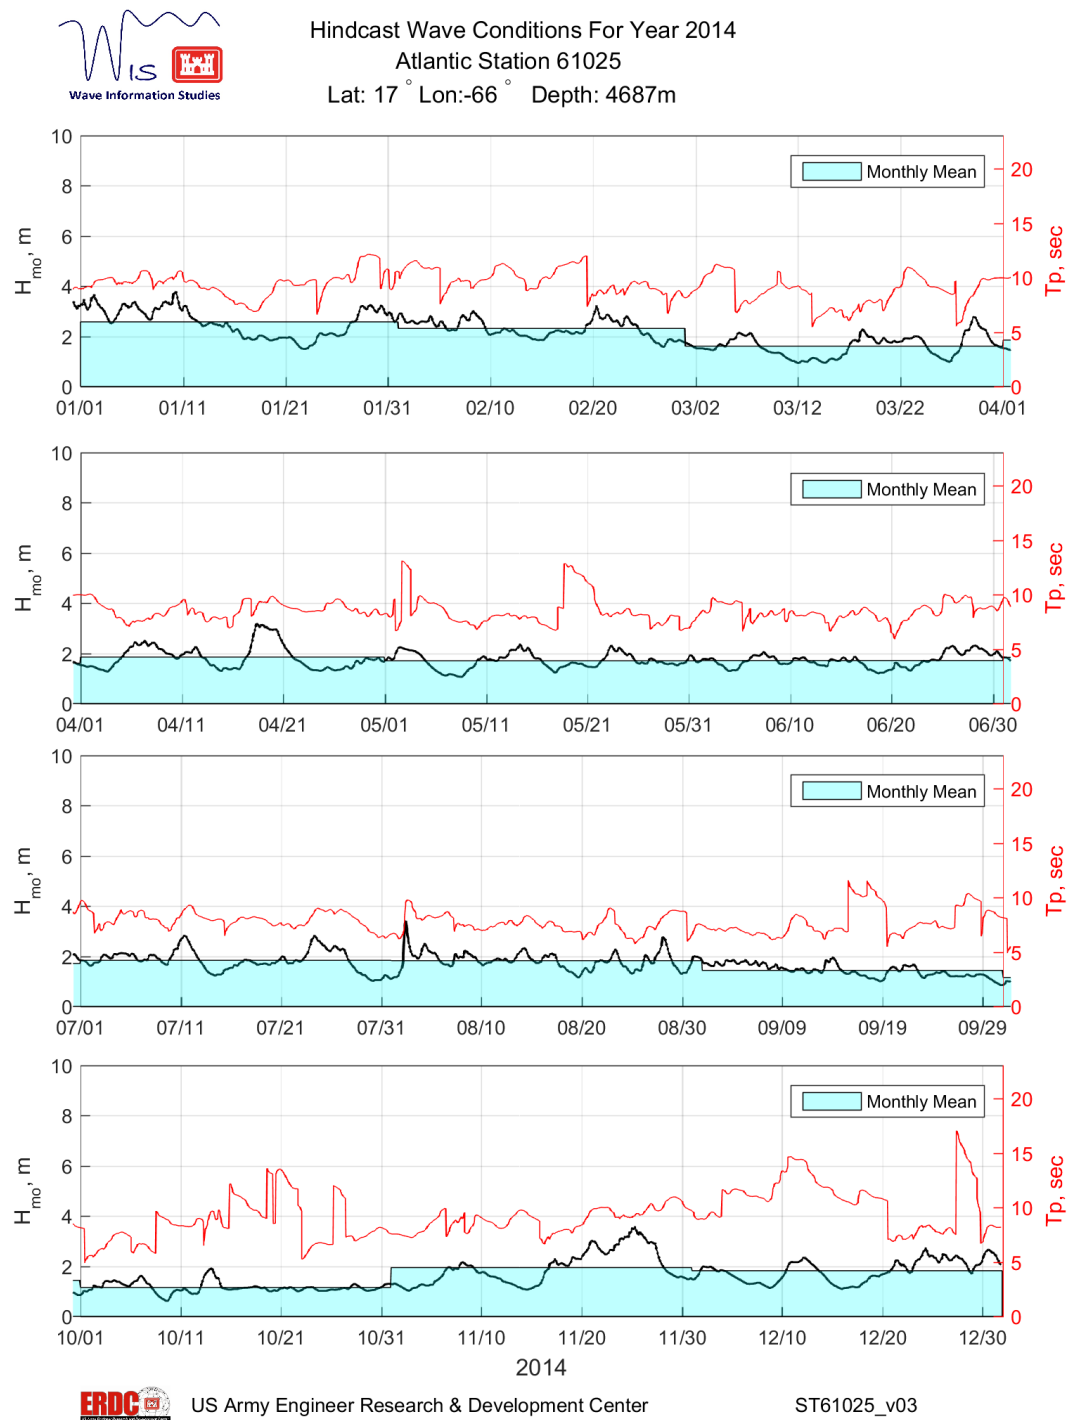 Hindcast Wave Conditions For Year 2014
Atlantic Station 61025
Lat: 17 ° Lon:-66 ° Depth: 4687m
WIS
Wave Information Studies
10 8 6 4 2 0
Hmo, m
Monthly Mean
20 15 10 5 0
Tp, sec
01/01 01/11 01/21 01/31 02/10 02/20 03/02 03/12 03/22 04/01
10 8 6 4 2 0
Hmo, m
Monthly Mean
20 15 10 5 0
Tp, sec
04/01 04/11 04/21 05/01 05/11 05/21 05/31 06/10 06/20 06/30
10 8 6 4 2 0
Hmo, m
Monthly Mean
20 15 10 5 0
Tp, sec
07/01 07/11 07/21 07/31 08/10 08/20 08/30 09/09 09/19 09/29
10 8 6 4 2 0
Hmo, m
Monthly Mean
20 15 10 5 0
Tp, sec
10/01 10/11 10/21 10/31 11/10 11/20 11/30 12/10 12/20 12/30
2014
ERDC
US Army Engineer Research & Development Center ST61025_v03